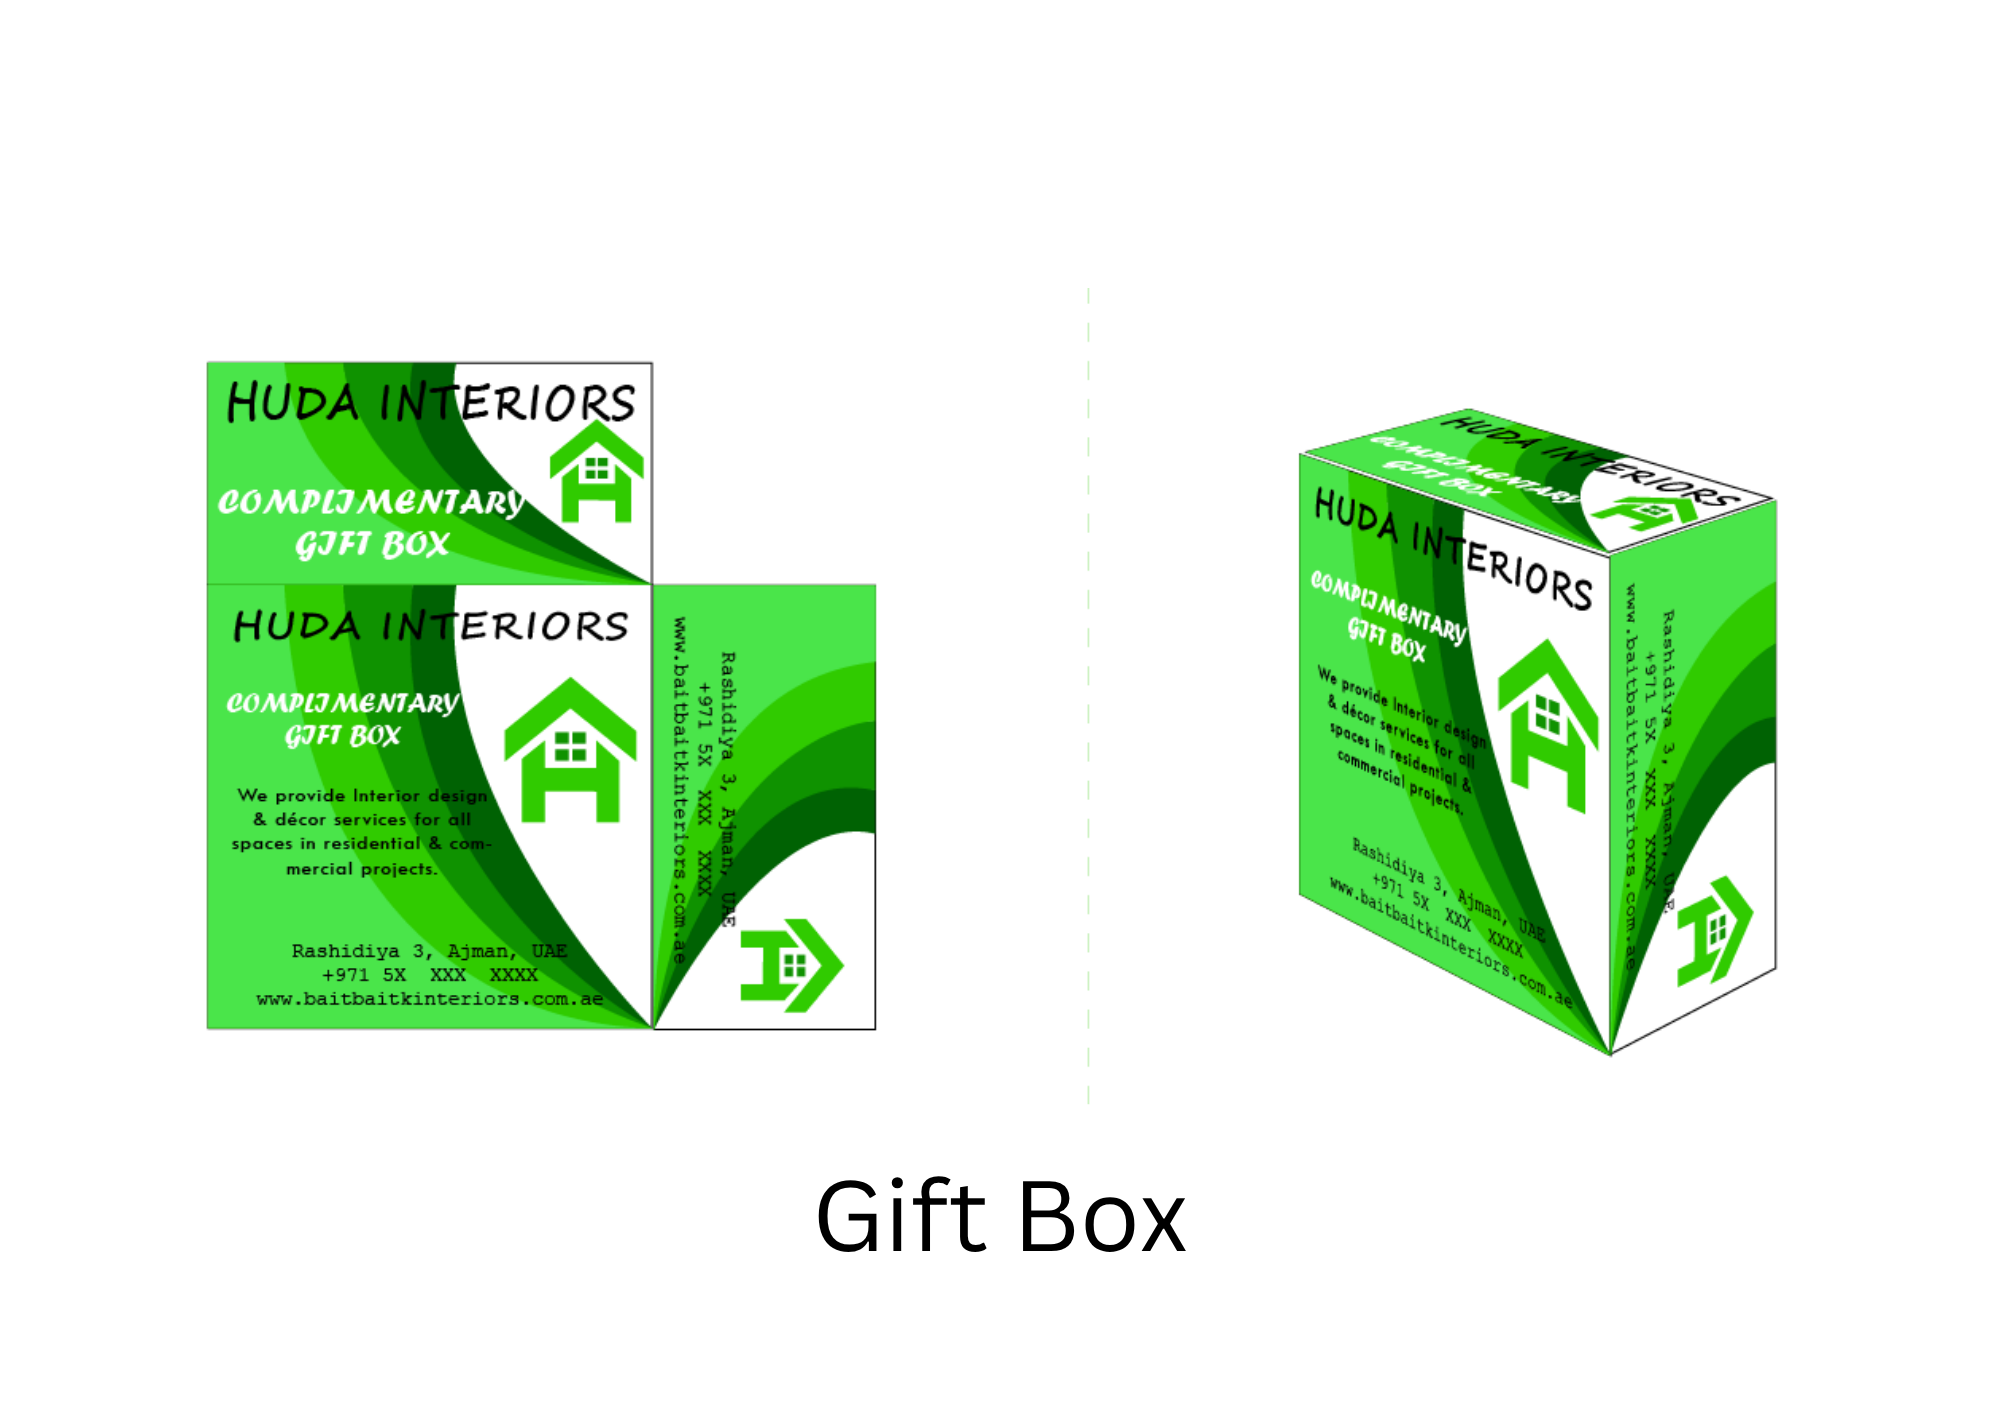 HUDA INTERIORS
COMPLIMENTARY
GIFT BOX
HUDA INTERIORS
COMPLIMENTARY
GIFT BOX
We provide Interior design
& décor services for all
spaces in residential & com-
mercial projects.
Rashidiya 3, Ajman, UAE
+971 5X XXX XXXX
www.baitbaitkinteriors.com.ae
Rashidiya 3, Ajman, UAE
+971 5X XXX XXXX
www.baitbaitkinteriors.com.ae
HUDA INTERIORS
COMPLIMENTARY
GIFT BOX
HUDA INTERIORS
COMPLIMENTARY
GIFT BOX
We provide Interior design
& décor services for all
spaces in residential &
commercial projects.
Rashidiya 3, Ajman, UAE
+971 5X XXX XXXX
www.baitbaitkinteriors.com.ae
Rashidiya 3, Ajman, UAE.
+971 5X XXX XXXX
www.baitbaitkinteriors.com.ae
Gift Box